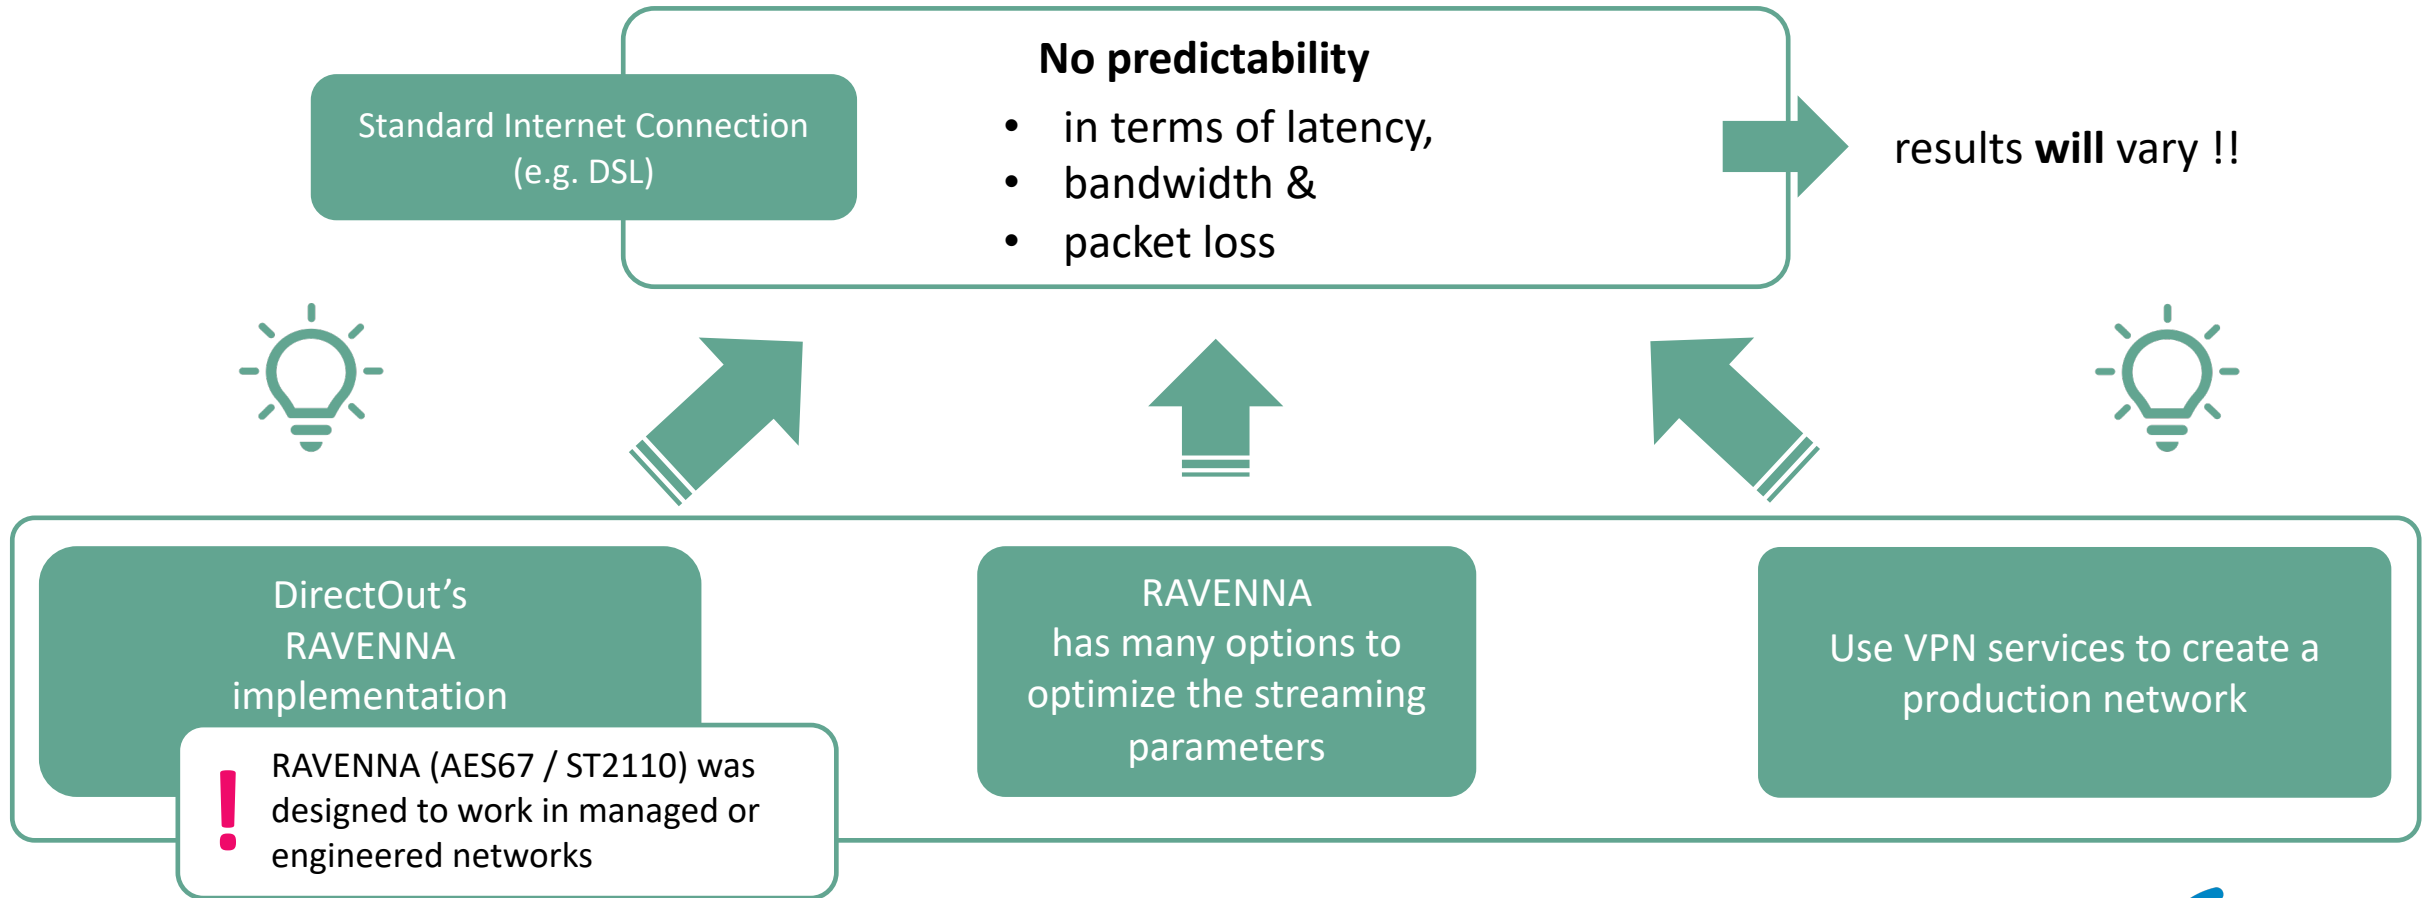 No predictability
Standard Internet Connection
(e.g. DSL)
• in terms of latency,
• bandwidth &
• packet loss
results will vary !!
DirectOut’s
RAVENNA
implementation
! RAVENNA (AES67 / ST2110) was
designed to work in managed or
engineered networks
RAVENNA
has many options to
optimize the streaming
parameters
Use VPN services to create a
production network